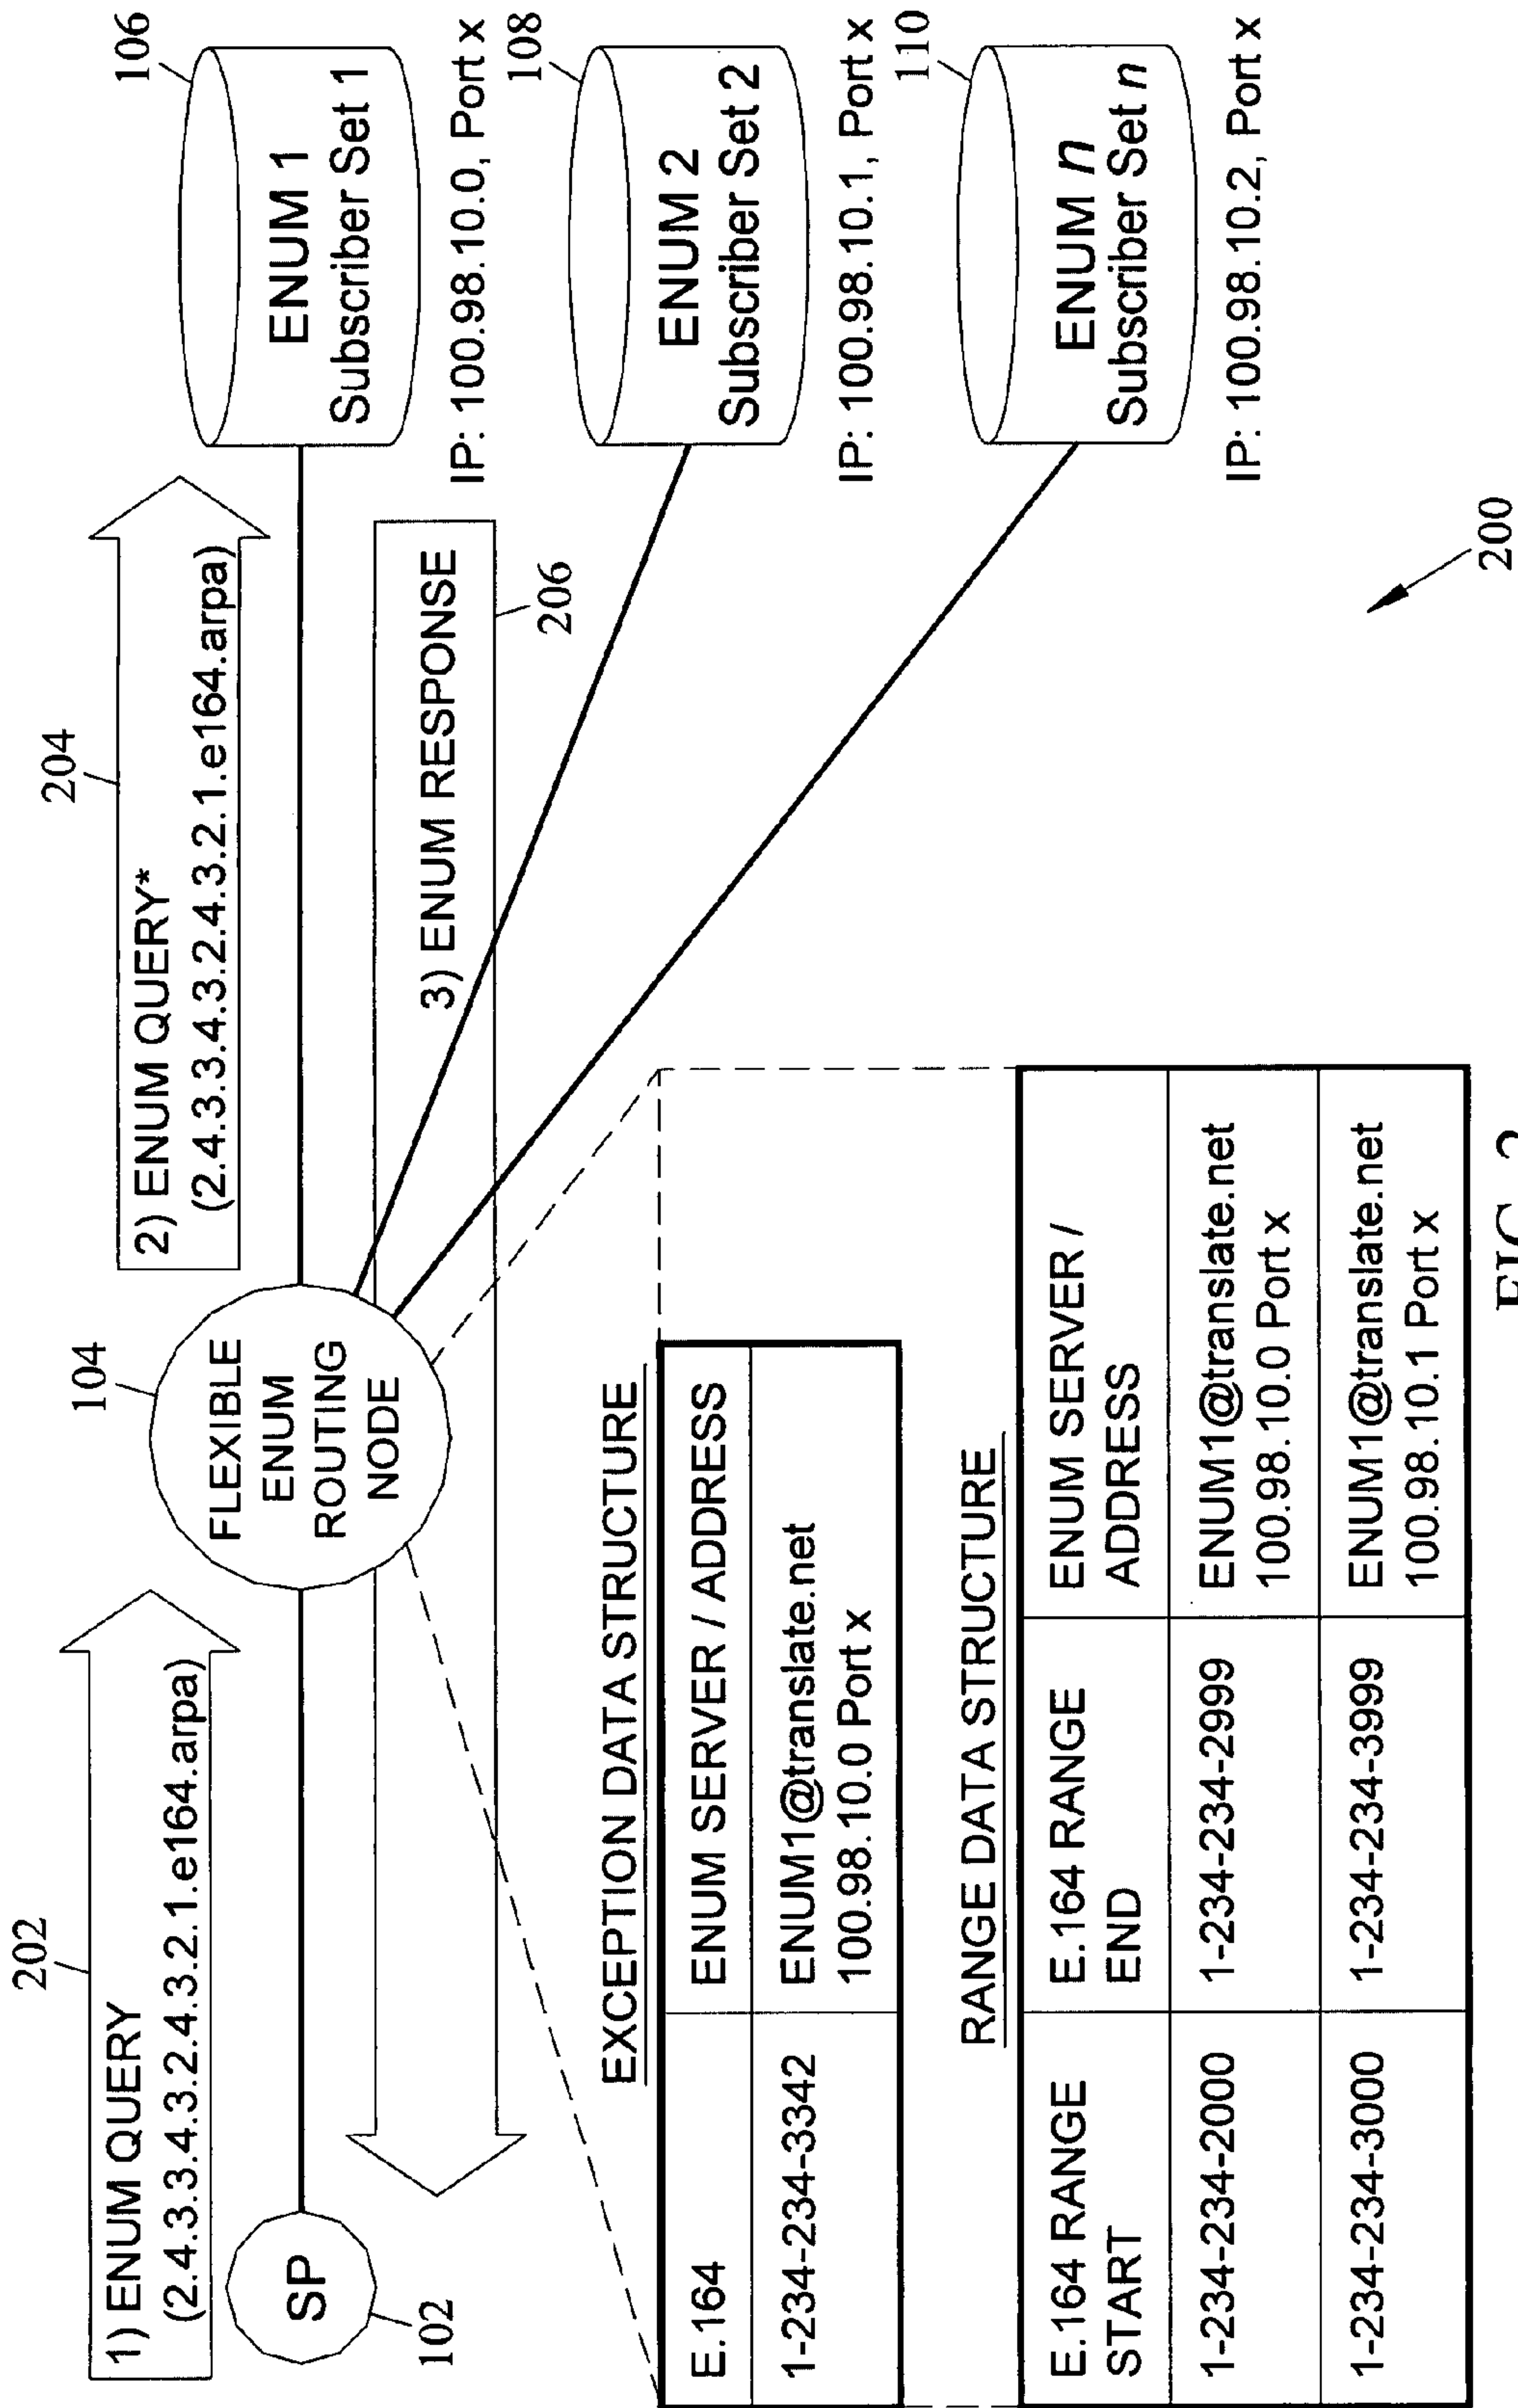 202
1) ENUM QUERY
(2.4.3.3.4.3.2.4.3.2.1.e164.arpa)
204
2) ENUM QUERY*
(2.4.3.3.4.3.2.4.3.2.1.e164.arpa)
SP
102
104
FLEXIBLE
ENUM
ROUTING
NODE
3) ENUM RESPONSE
206
106
ENUM 1
Subscriber Set 1
IP: 100.98.10.0, Port x
108
ENUM 2
Subscriber Set 2
IP: 100.98.10.1, Port x
110
ENUM n
Subscriber Set n
IP: 100.98.10.2, Port x
200
EXCEPTION DATA STRUCTURE
E.164 ENUM SERVER / ADDRESS
1-234-234-3342 ENUM1@translate.net
100.98.10.0 Port x
RANGE DATA STRUCTURE
E.164 RANGE E.164 RANGE ENUM SERVER /
START END ADDRESS
1-234-234-2000 1-234-234-2999 ENUM1@translate.net
100.98.10.0 Port x
1-234-234-3000 1-234-234-3999 ENUM1@translate.net
100.98.10.1 Port x